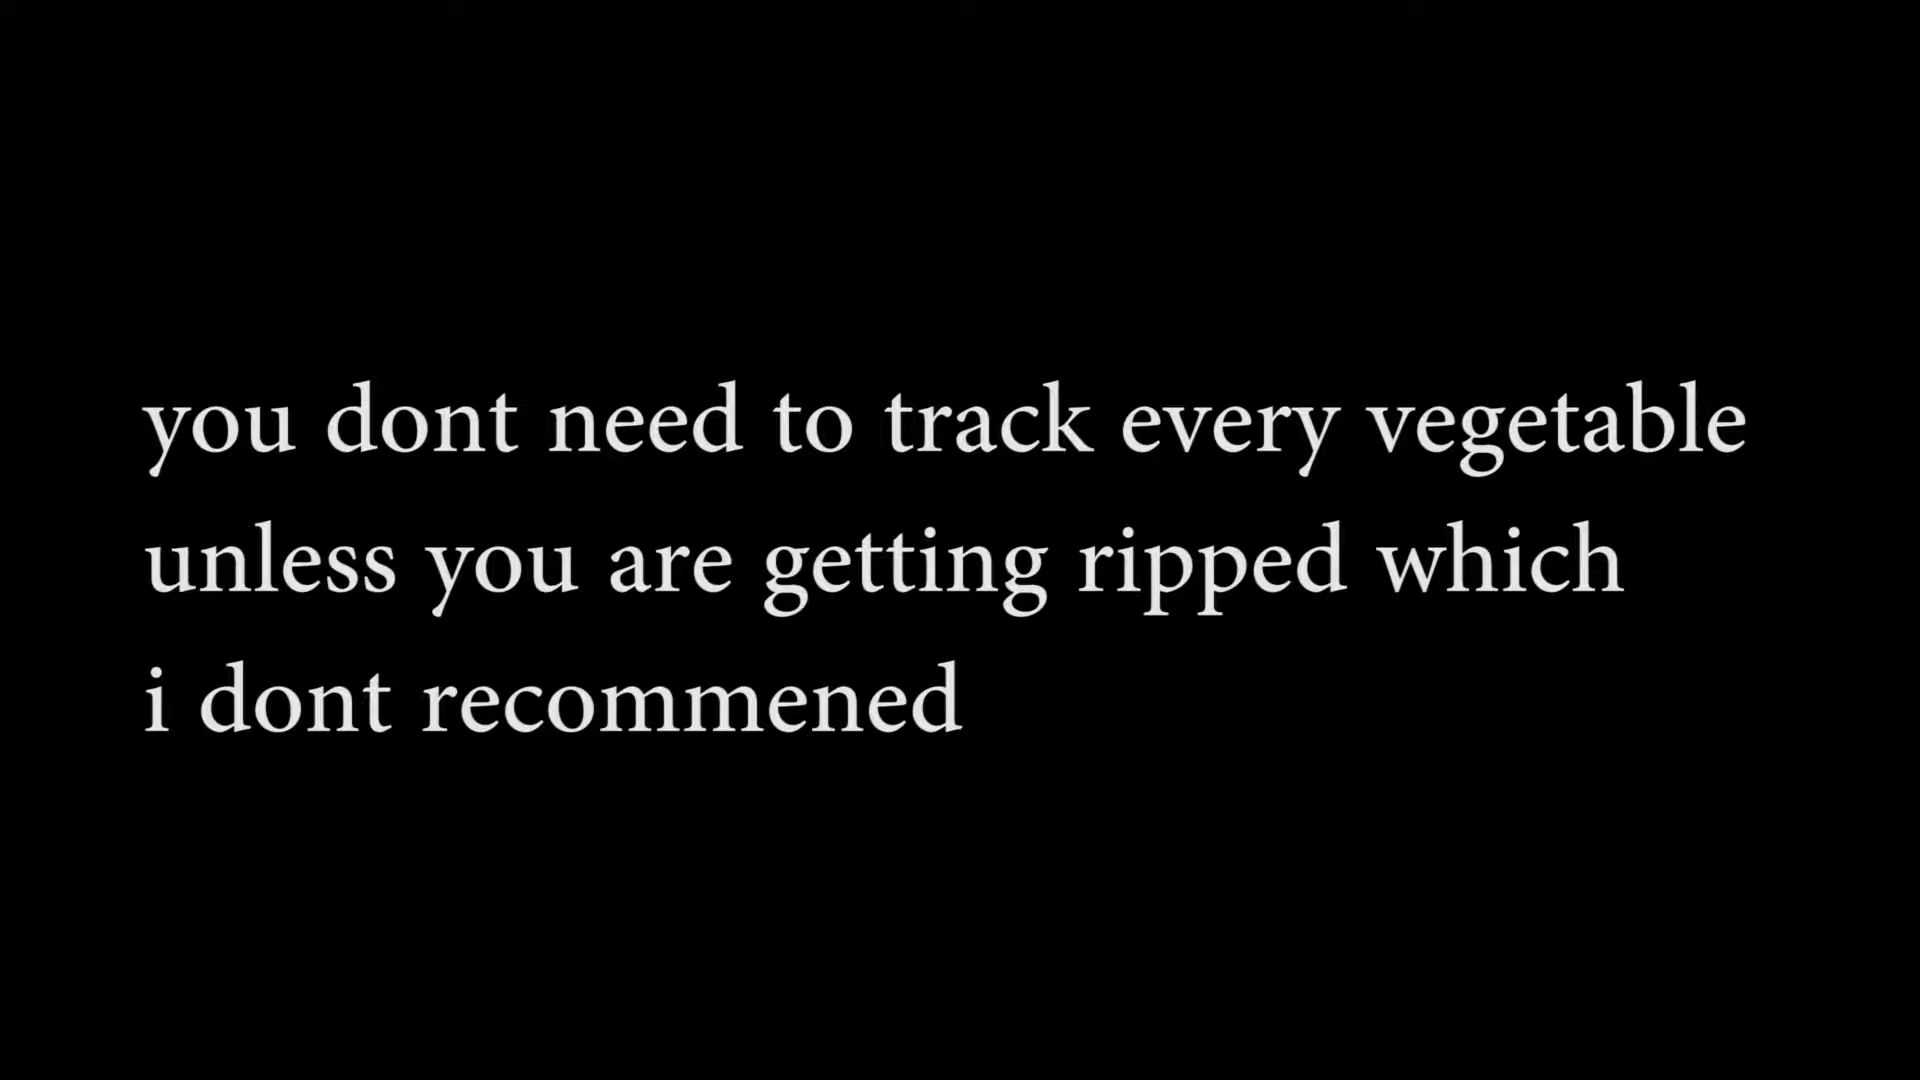 you dont need to track every vegetable
unless you are getting ripped which
i dont recommened